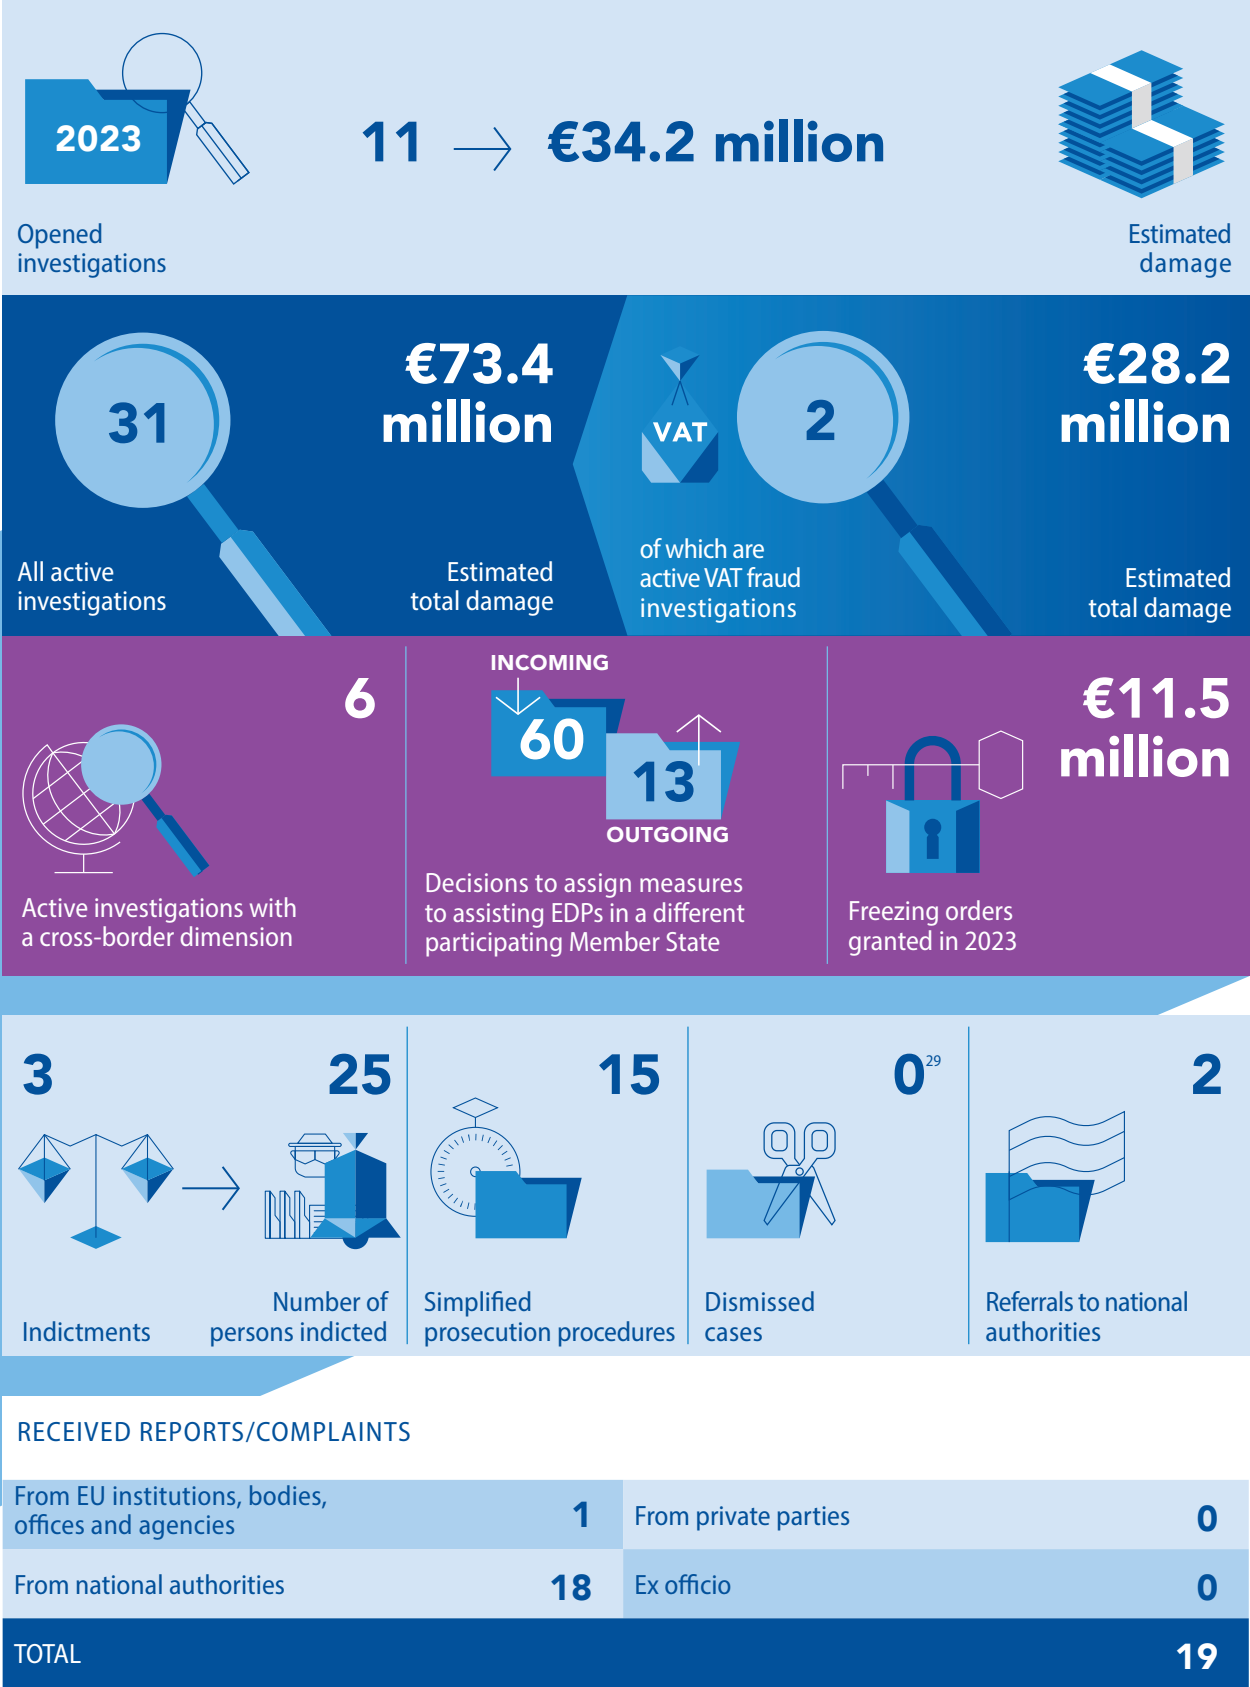 2023
11
€34.2 million
Opened
investigations
Estimated
damage
31
€73.4
million
All active
investigations
Estimated
total damage
VAT
2
€28.2
million
of which are
active VAT fraud
investigations
Estimated
total damage
6
Active investigations with
a cross-border dimension
INCOMING
60
13
OUTGOING
Decisions to assign measures
to assisting EDPs in a different
participating Member State
€11.5
million
Freezing orders
granted in 2023
3
Indictments
25
Number of
persons indicted
15
Simplified
prosecution procedures
0²⁹
Dismissed
cases
2
Referrals to national
authorities
RECEIVED REPORTS/COMPLAINTS
From EU institutions, bodies,
offices and agencies
1
From private parties
0
From national authorities
18
Ex officio
0
TOTAL
19